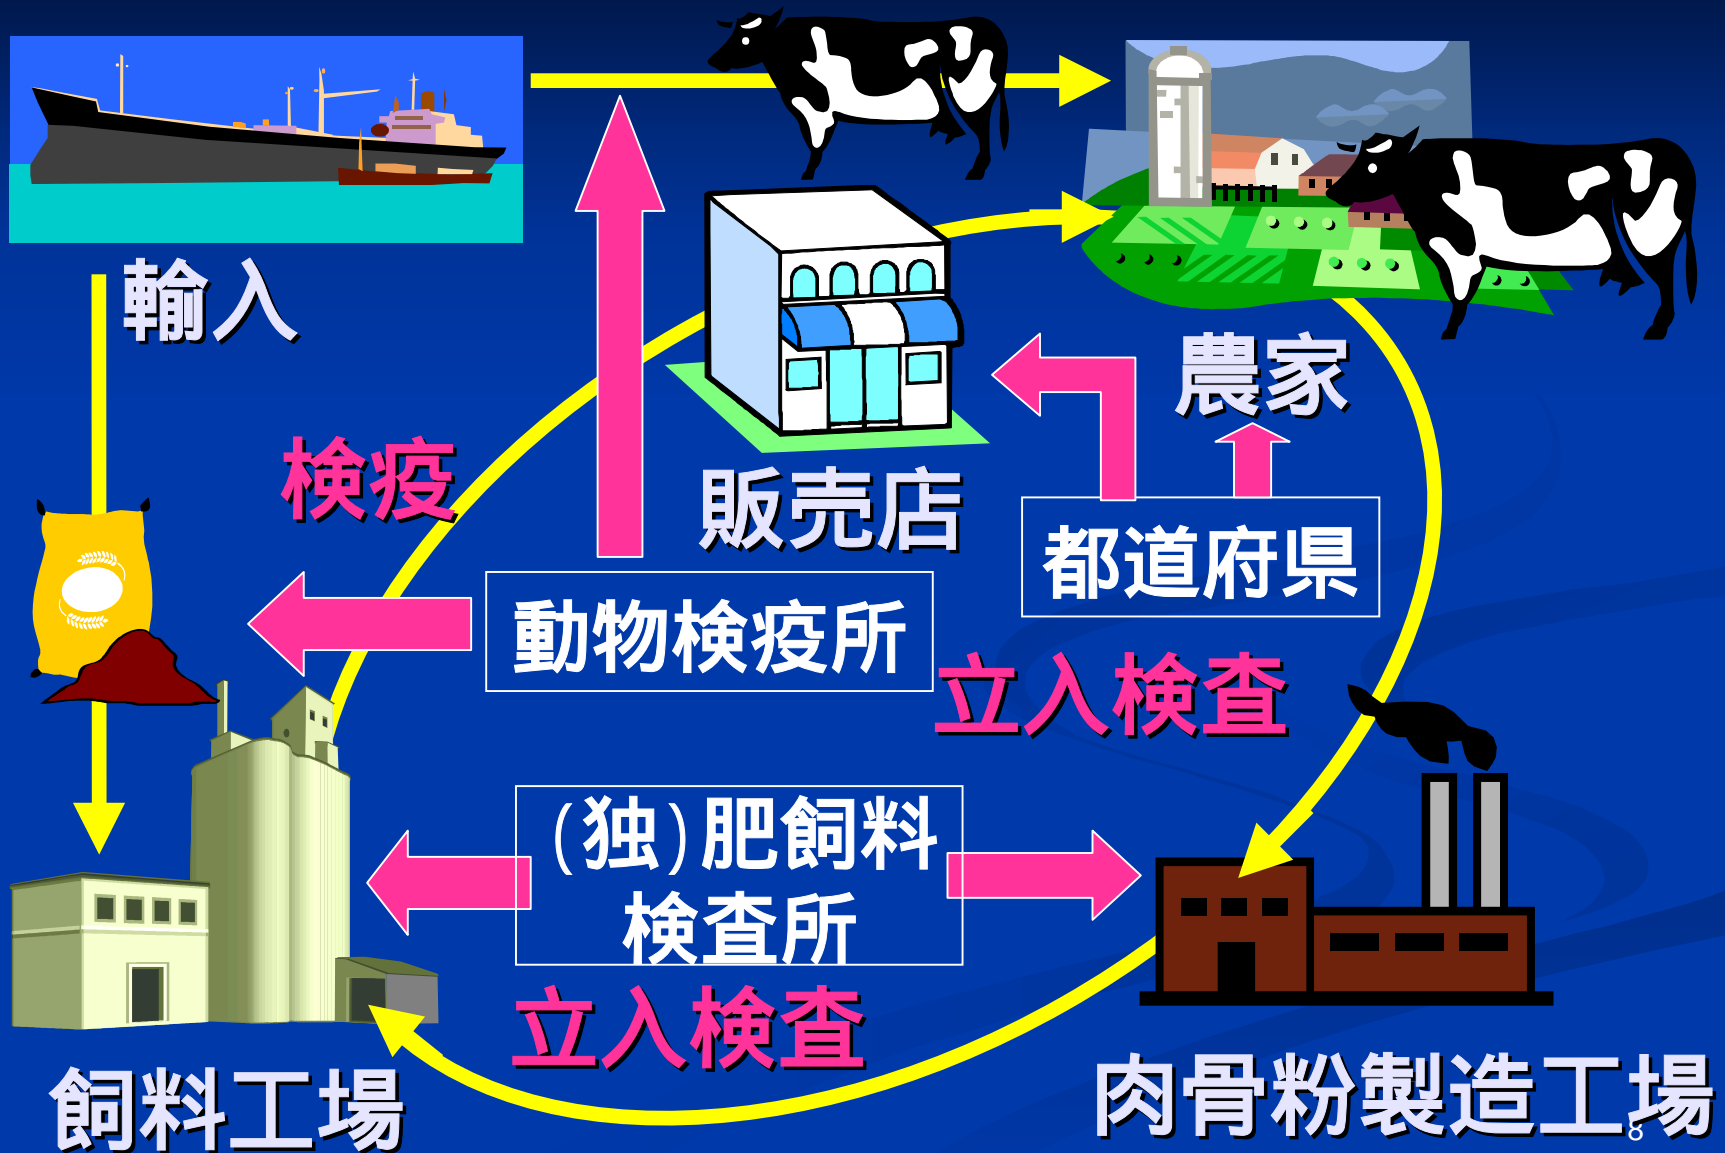 輸入
農家
検疫
販売店
都道府県
動物検疫所
立入検査
(独)肥飼料
検査所
立入検査
飼料工場
肉骨粉製造工場
8